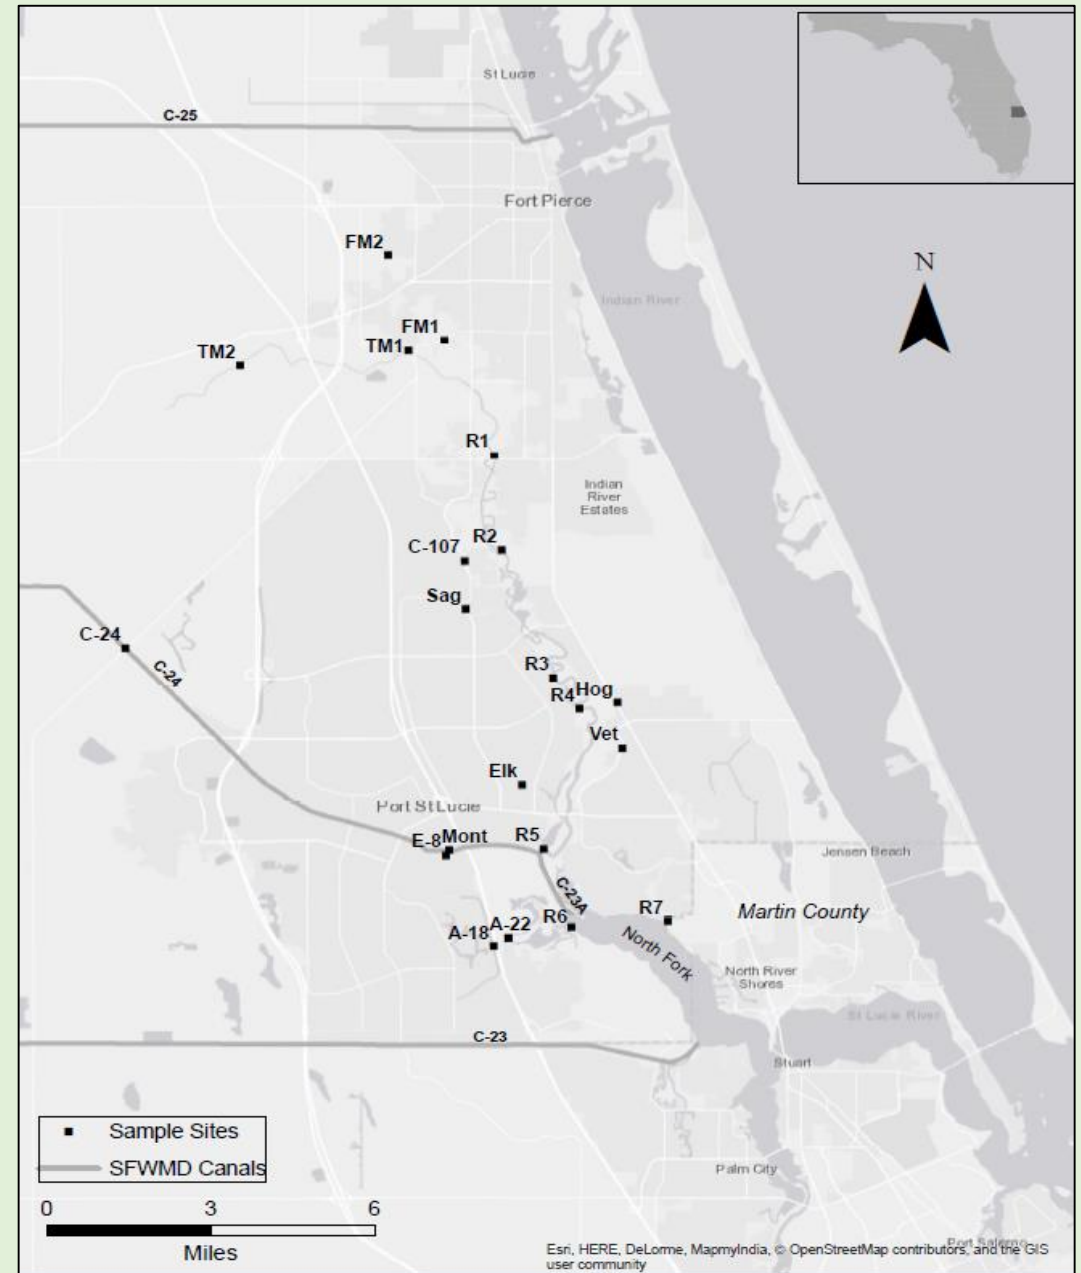 St Lucie
C-25
Fort Pierce
FM2
N
Indian River
FM1
TM1
TM2
R1
Indian
River
Estates
R2
C-107
Sag
C-24
C-24
R3
R4
Hog
Vet
Elk
Port St Lucie
E-8
Mont
R5
Jensen Beach
C-23A
R6
R7
Martin County
A-18
A-22
North Fork
North River
Shores
St Lucie River
C-23
Stuart
Sample Sites
SFWMD Canals
Palm City
0 3 6
Miles
Port Salerno
Esri, HERE, DeLorme, MapmyIndia, © OpenStreetMap contributors, and the GIS
user community